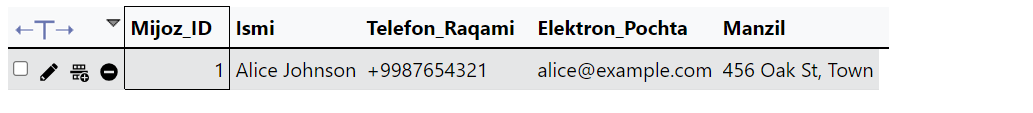 Mijoz_ID Ismi Telefon_Raqami Elektron_Pochta Manzil
1 Alice Johnson +9987654321 alice@example.com 456 Oak St, Town